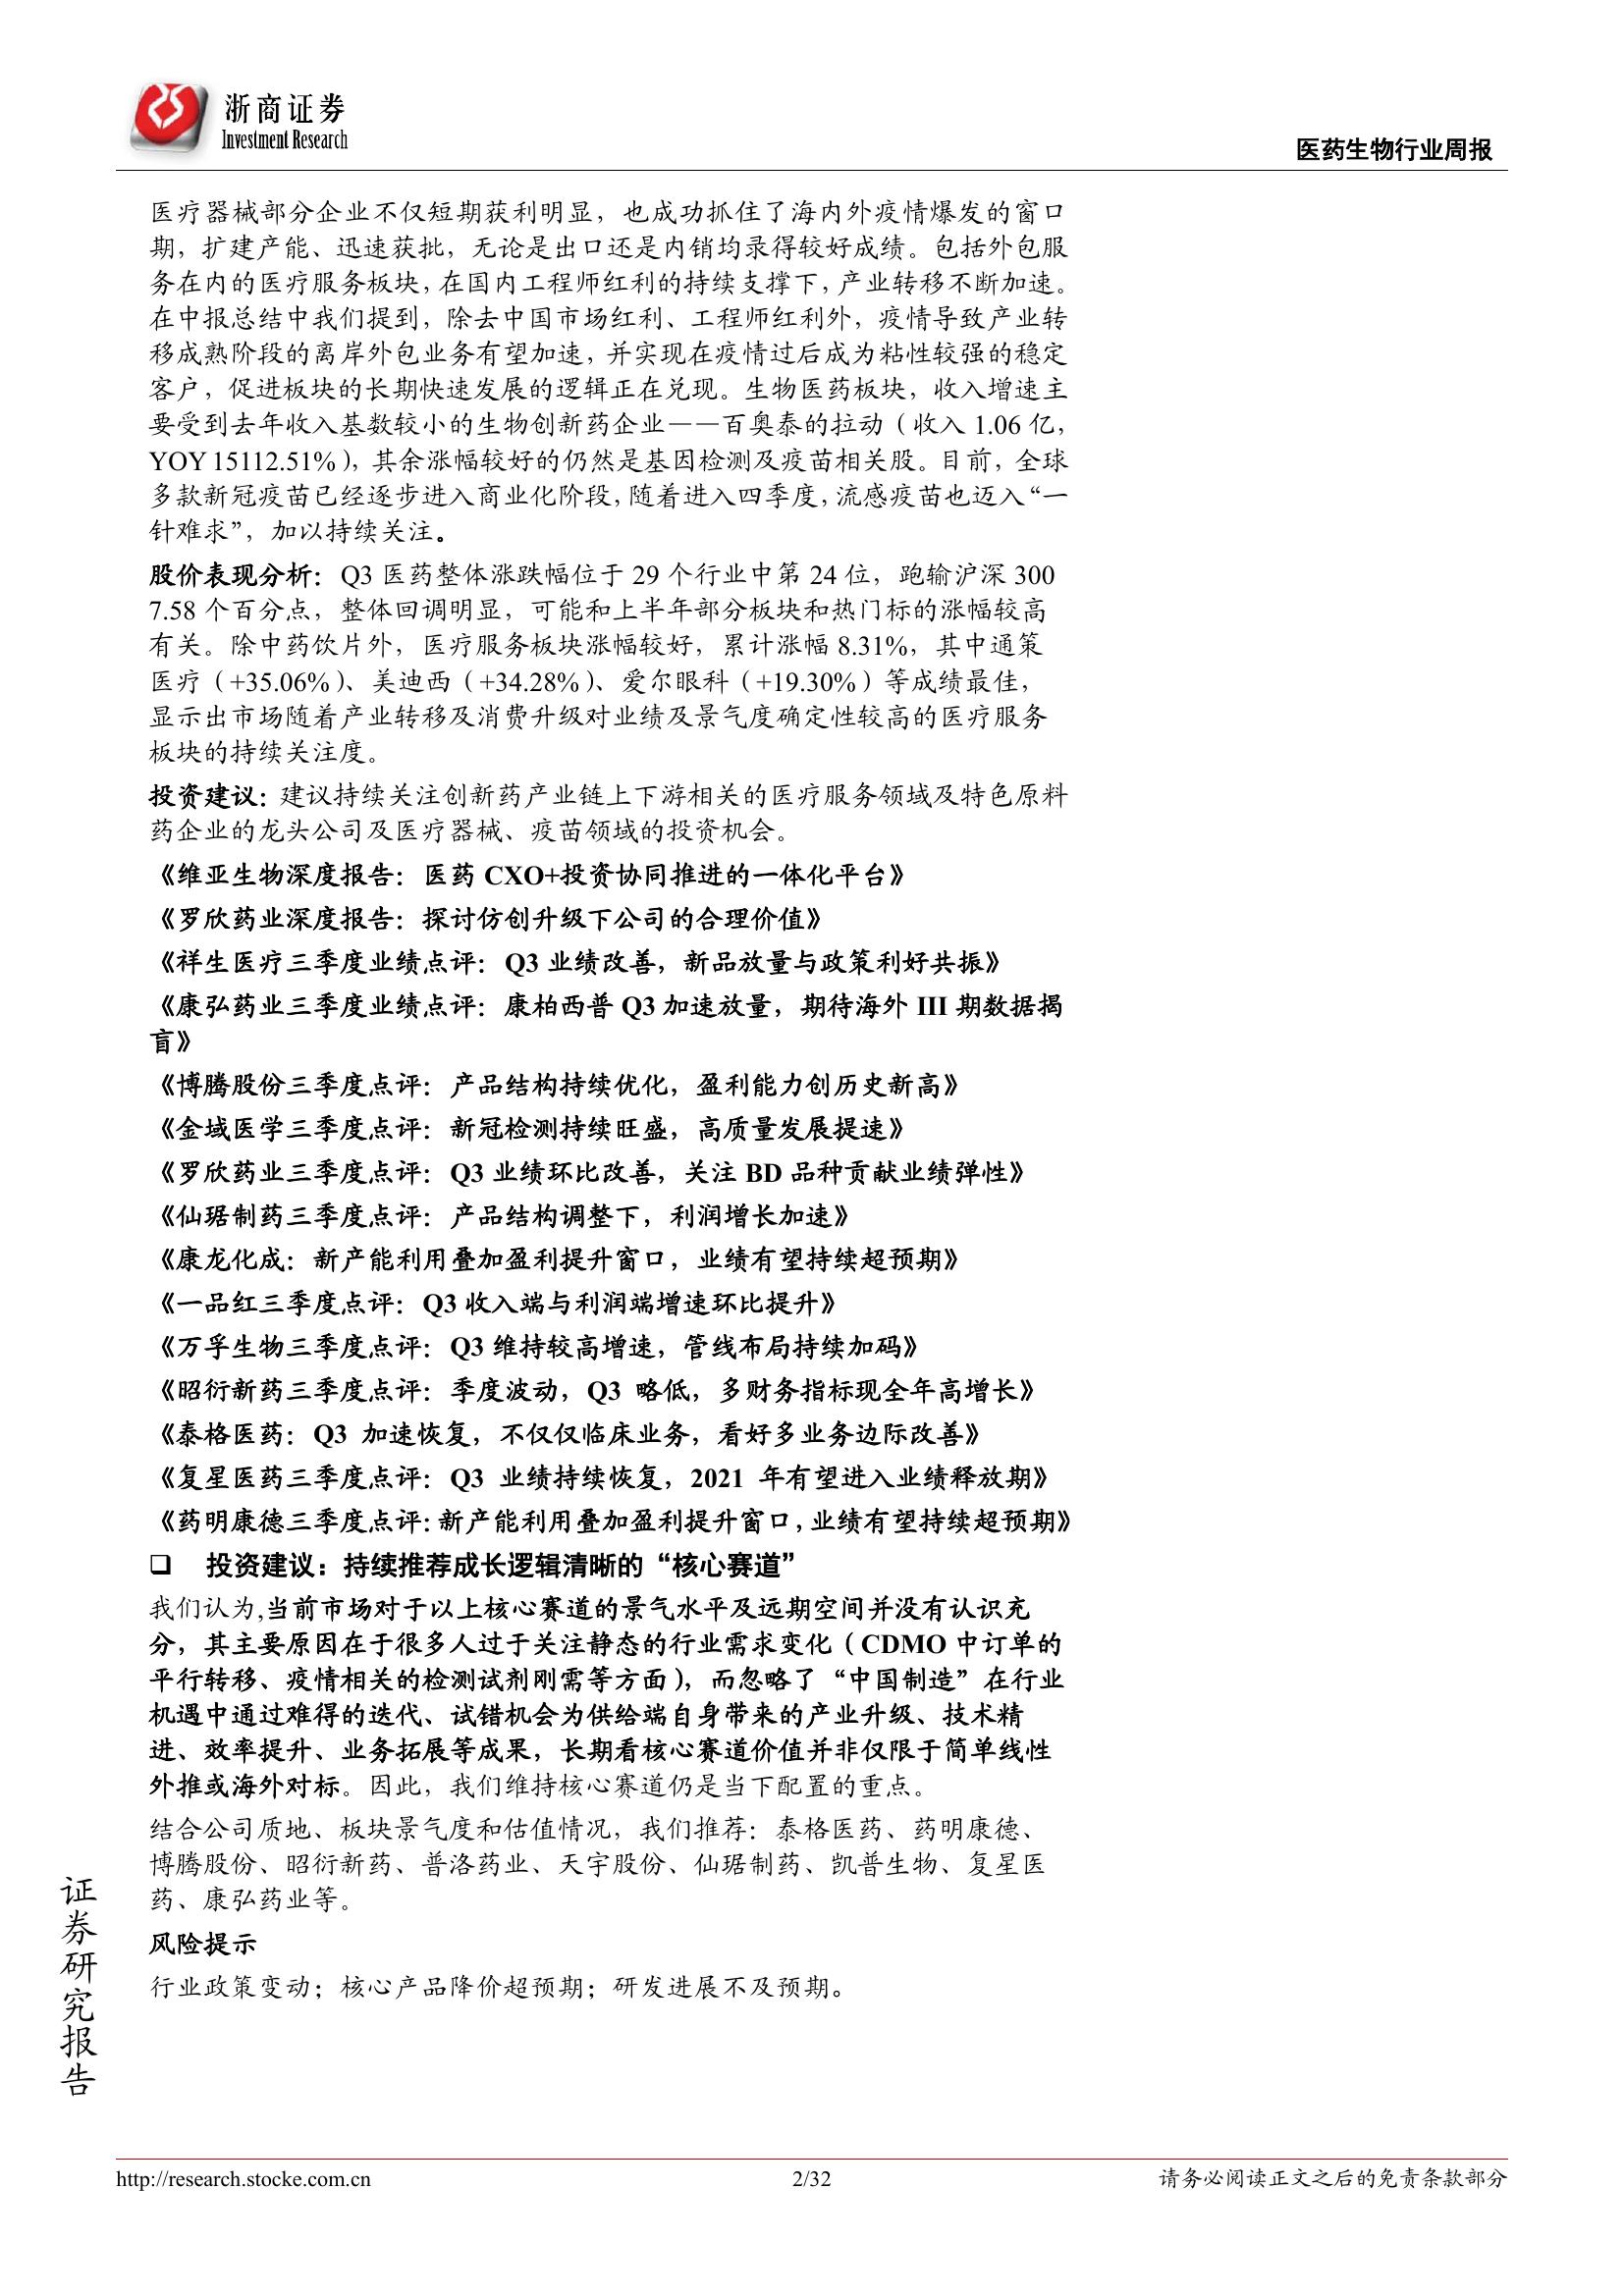 浙商证券
Investment Research
医药生物行业周报
医疗器械部分企业不仅短期获利明显，也成功抓住了海内外疫情爆发的窗口
期，扩建产能、迅速获批，无论是出口还是内销均录得较好成绩。包括外包服
务在内的医疗服务板块，在国内工程师红利的持续支撑下，产业转移不断加速。
在中报总结中我们提到，除去中国市场红利、工程师红利外，疫情导致产业转
移成熟阶段的离岸外包业务有望加速，并实现在疫情过后成为粘性较强的稳定
客户，促进板块的长期快速发展的逻辑正在兑现。生物医药板块，收入增速主
要受到去年收入基数较小的生物创新药企业——百奥泰的拉动（收入 1.06 亿，
YOY 15112.51%），其余涨幅较好的仍然是基因检测及疫苗相关股。目前，全球
多款新冠疫苗已经逐步进入商业化阶段，随着进入四季度，流感疫苗也迈入“一
针难求”，加以持续关注。
股价表现分析：Q3 医药整体涨跌幅位于 29 个行业中第 24 位，跑输沪深 300
7.58 个百分点，整体回调明显，可能和上半年部分板块和热门标的涨幅较高
有关。除中药饮片外，医疗服务板块涨幅较好，累计涨幅 8.31%，其中通策
医疗（+35.06%）、美迪西（+34.28%）、爱尔眼科（+19.30%）等成绩最佳，
显示出市场随着产业转移及消费升级对业绩及景气度确定性较高的医疗服务
板块的持续关注度。
投资建议：建议持续关注创新药产业链上下游相关的医疗服务领域及特色原料
药企业的龙头公司及医疗器械、疫苗领域的投资机会。
《维亚生物深度报告：医药 CXO+投资协同推进的一体化平台》
《罗欣药业深度报告：探讨仿创升级下公司的合理价值》
《祥生医疗三季度业绩点评：Q3 业绩改善，新品放量与政策利好共振》
《康弘药业三季度业绩点评：康柏西普 Q3 加速放量，期待海外 III 期数据揭
盲》
《博腾股份三季度点评：产品结构持续优化，盈利能力创历史新高》
《金域医学三季度点评：新冠检测持续旺盛，高质量发展提速》
《罗欣药业三季度点评：Q3 业绩环比改善，关注 BD 品种贡献业绩弹性》
《仙琚制药三季度点评：产品结构调整下，利润增长加速》
《康龙化成：新产能利用叠加盈利提升窗口，业绩有望持续超预期》
《一品红三季度点评：Q3 收入端与利润端增速环比提升》
《万孚生物三季度点评：Q3 维持较高增速，管线布局持续加码》
《昭衍新药三季度点评：季度波动，Q3 略低，多财务指标现全年高增长》
《泰格医药：Q3 加速恢复，不仅仅临床业务，看好多业务边际改善》
《复星医药三季度点评：Q3 业绩持续恢复，2021 年有望进入业绩释放期》
《药明康德三季度点评：新产能利用叠加盈利提升窗口，业绩有望持续超预期》
❑ 投资建议：持续推荐成长逻辑清晰的“核心赛道”
我们认为,当前市场对于以上核心赛道的景气水平及远期空间并没有认识充
分，其主要原因在于很多人过于关注静态的行业需求变化（CDMO 中订单的
平行转移、疫情相关的检测试剂刚需等方面），而忽略了“中国制造”在行业
机遇中通过难得的迭代、试错机会为供给端自身带来的产业升级、技术精
进、效率提升、业务拓展等成果，长期看核心赛道价值并非仅限于简单线性
外推或海外对标。因此，我们维持核心赛道仍是当下配置的重点。
结合公司质地、板块景气度和估值情况，我们推荐：泰格医药、药明康德、
博腾股份、昭衍新药、普洛药业、天宇股份、仙琚制药、凯普生物、复星医
药、康弘药业等。
风险提示
行业政策变动；核心产品降价超预期；研发进展不及预期。
证券研究报告
http://research.stocke.com.cn
2/32
请务必阅读正文之后的免责条款部分